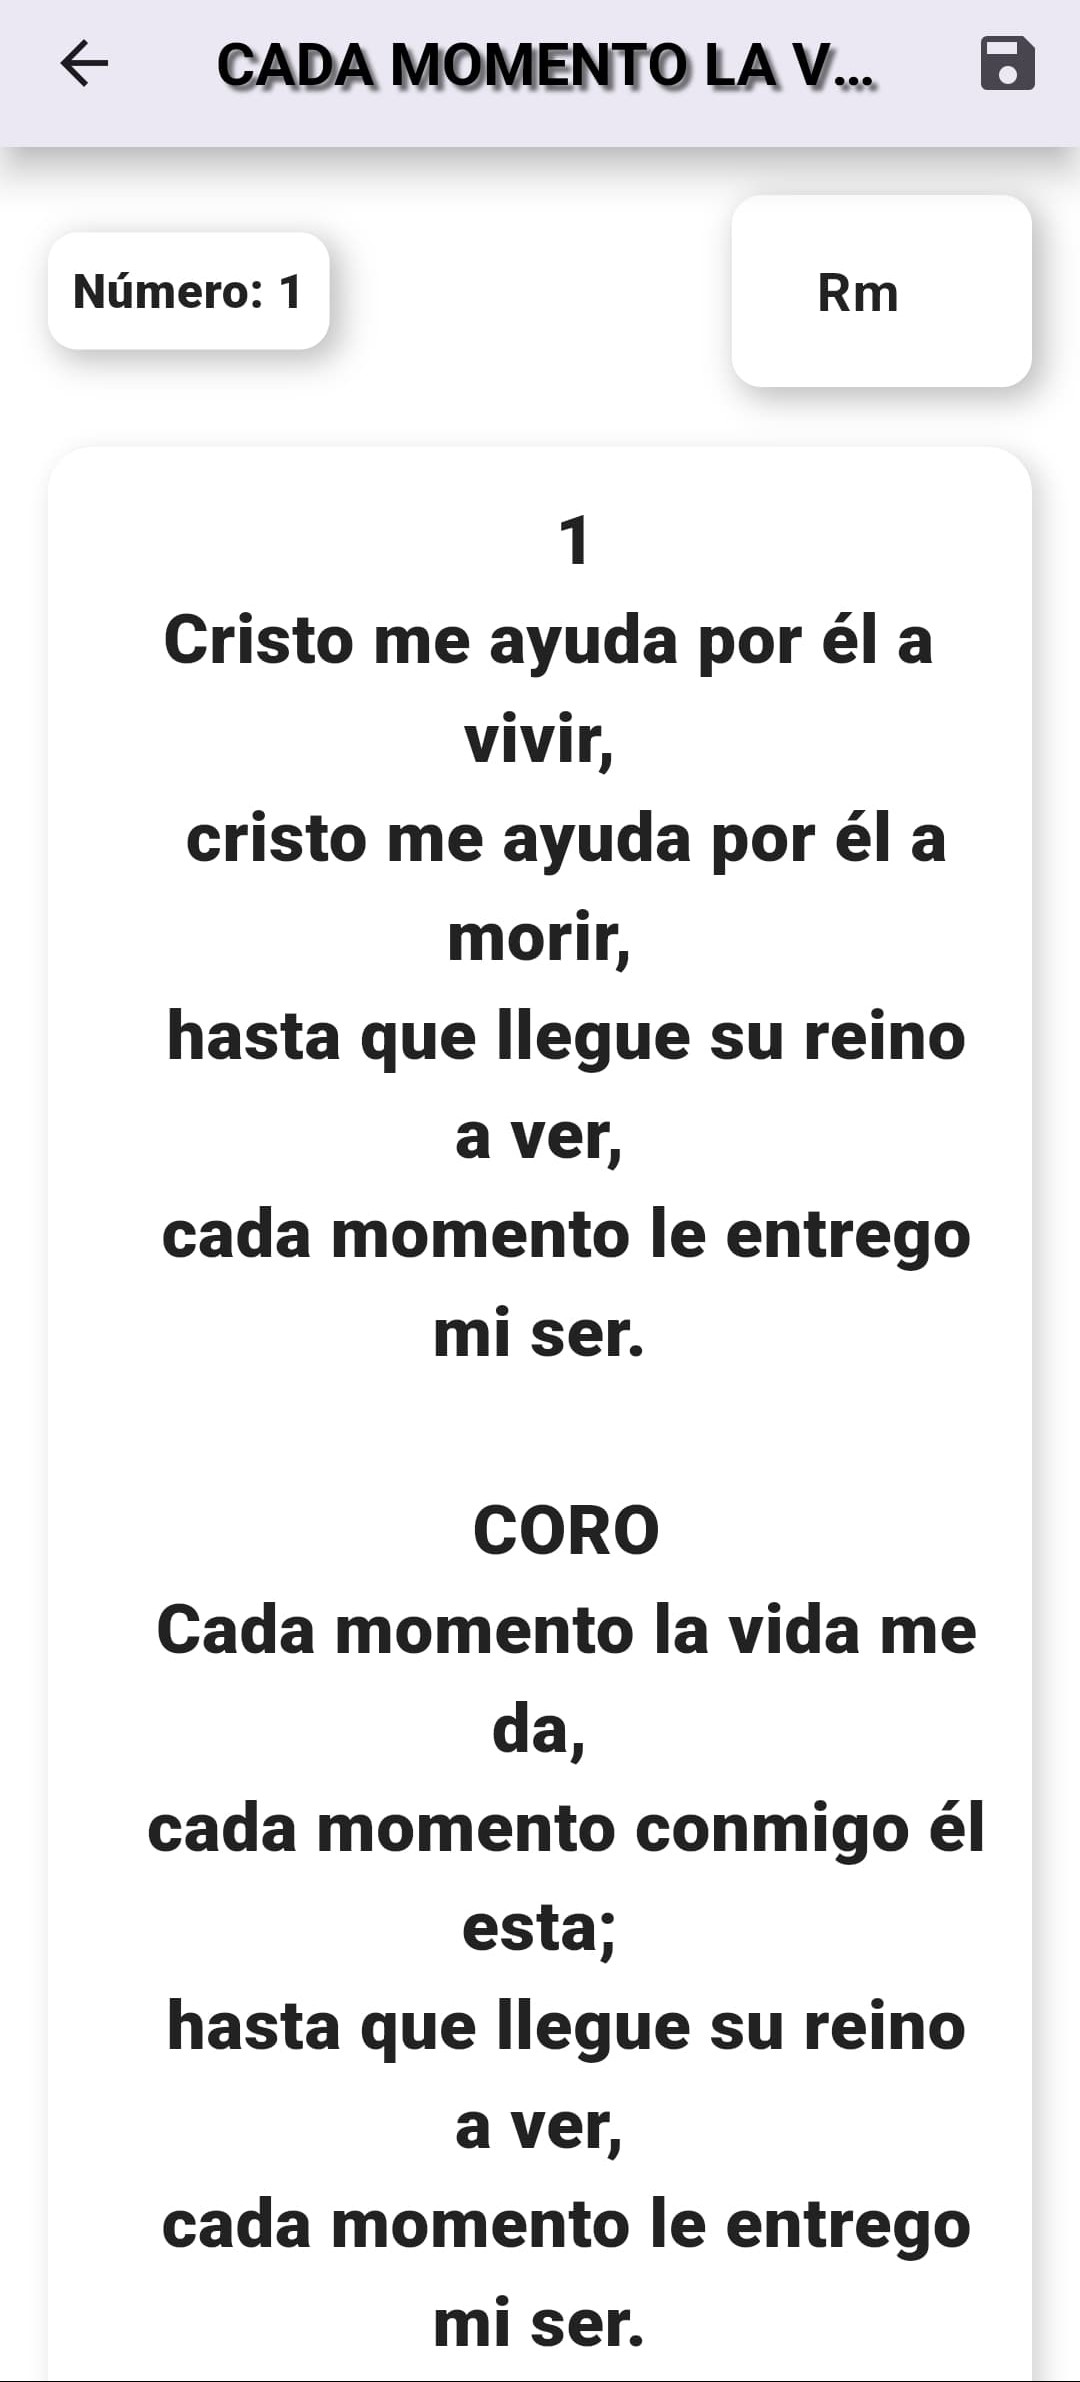 CADA MOMENTO LA V...
Número: 1
Rm
1
Cristo me ayuda por él a
vivir,
cristo me ayuda por él a
morir,
hasta que llegue su reino
a ver,
cada momento le entrego
mi ser.
CORO
Cada momento la vida me
da,
cada momento conmigo él
esta;
hasta que llegue su reino
a ver,
cada momento le entrego
mi ser.